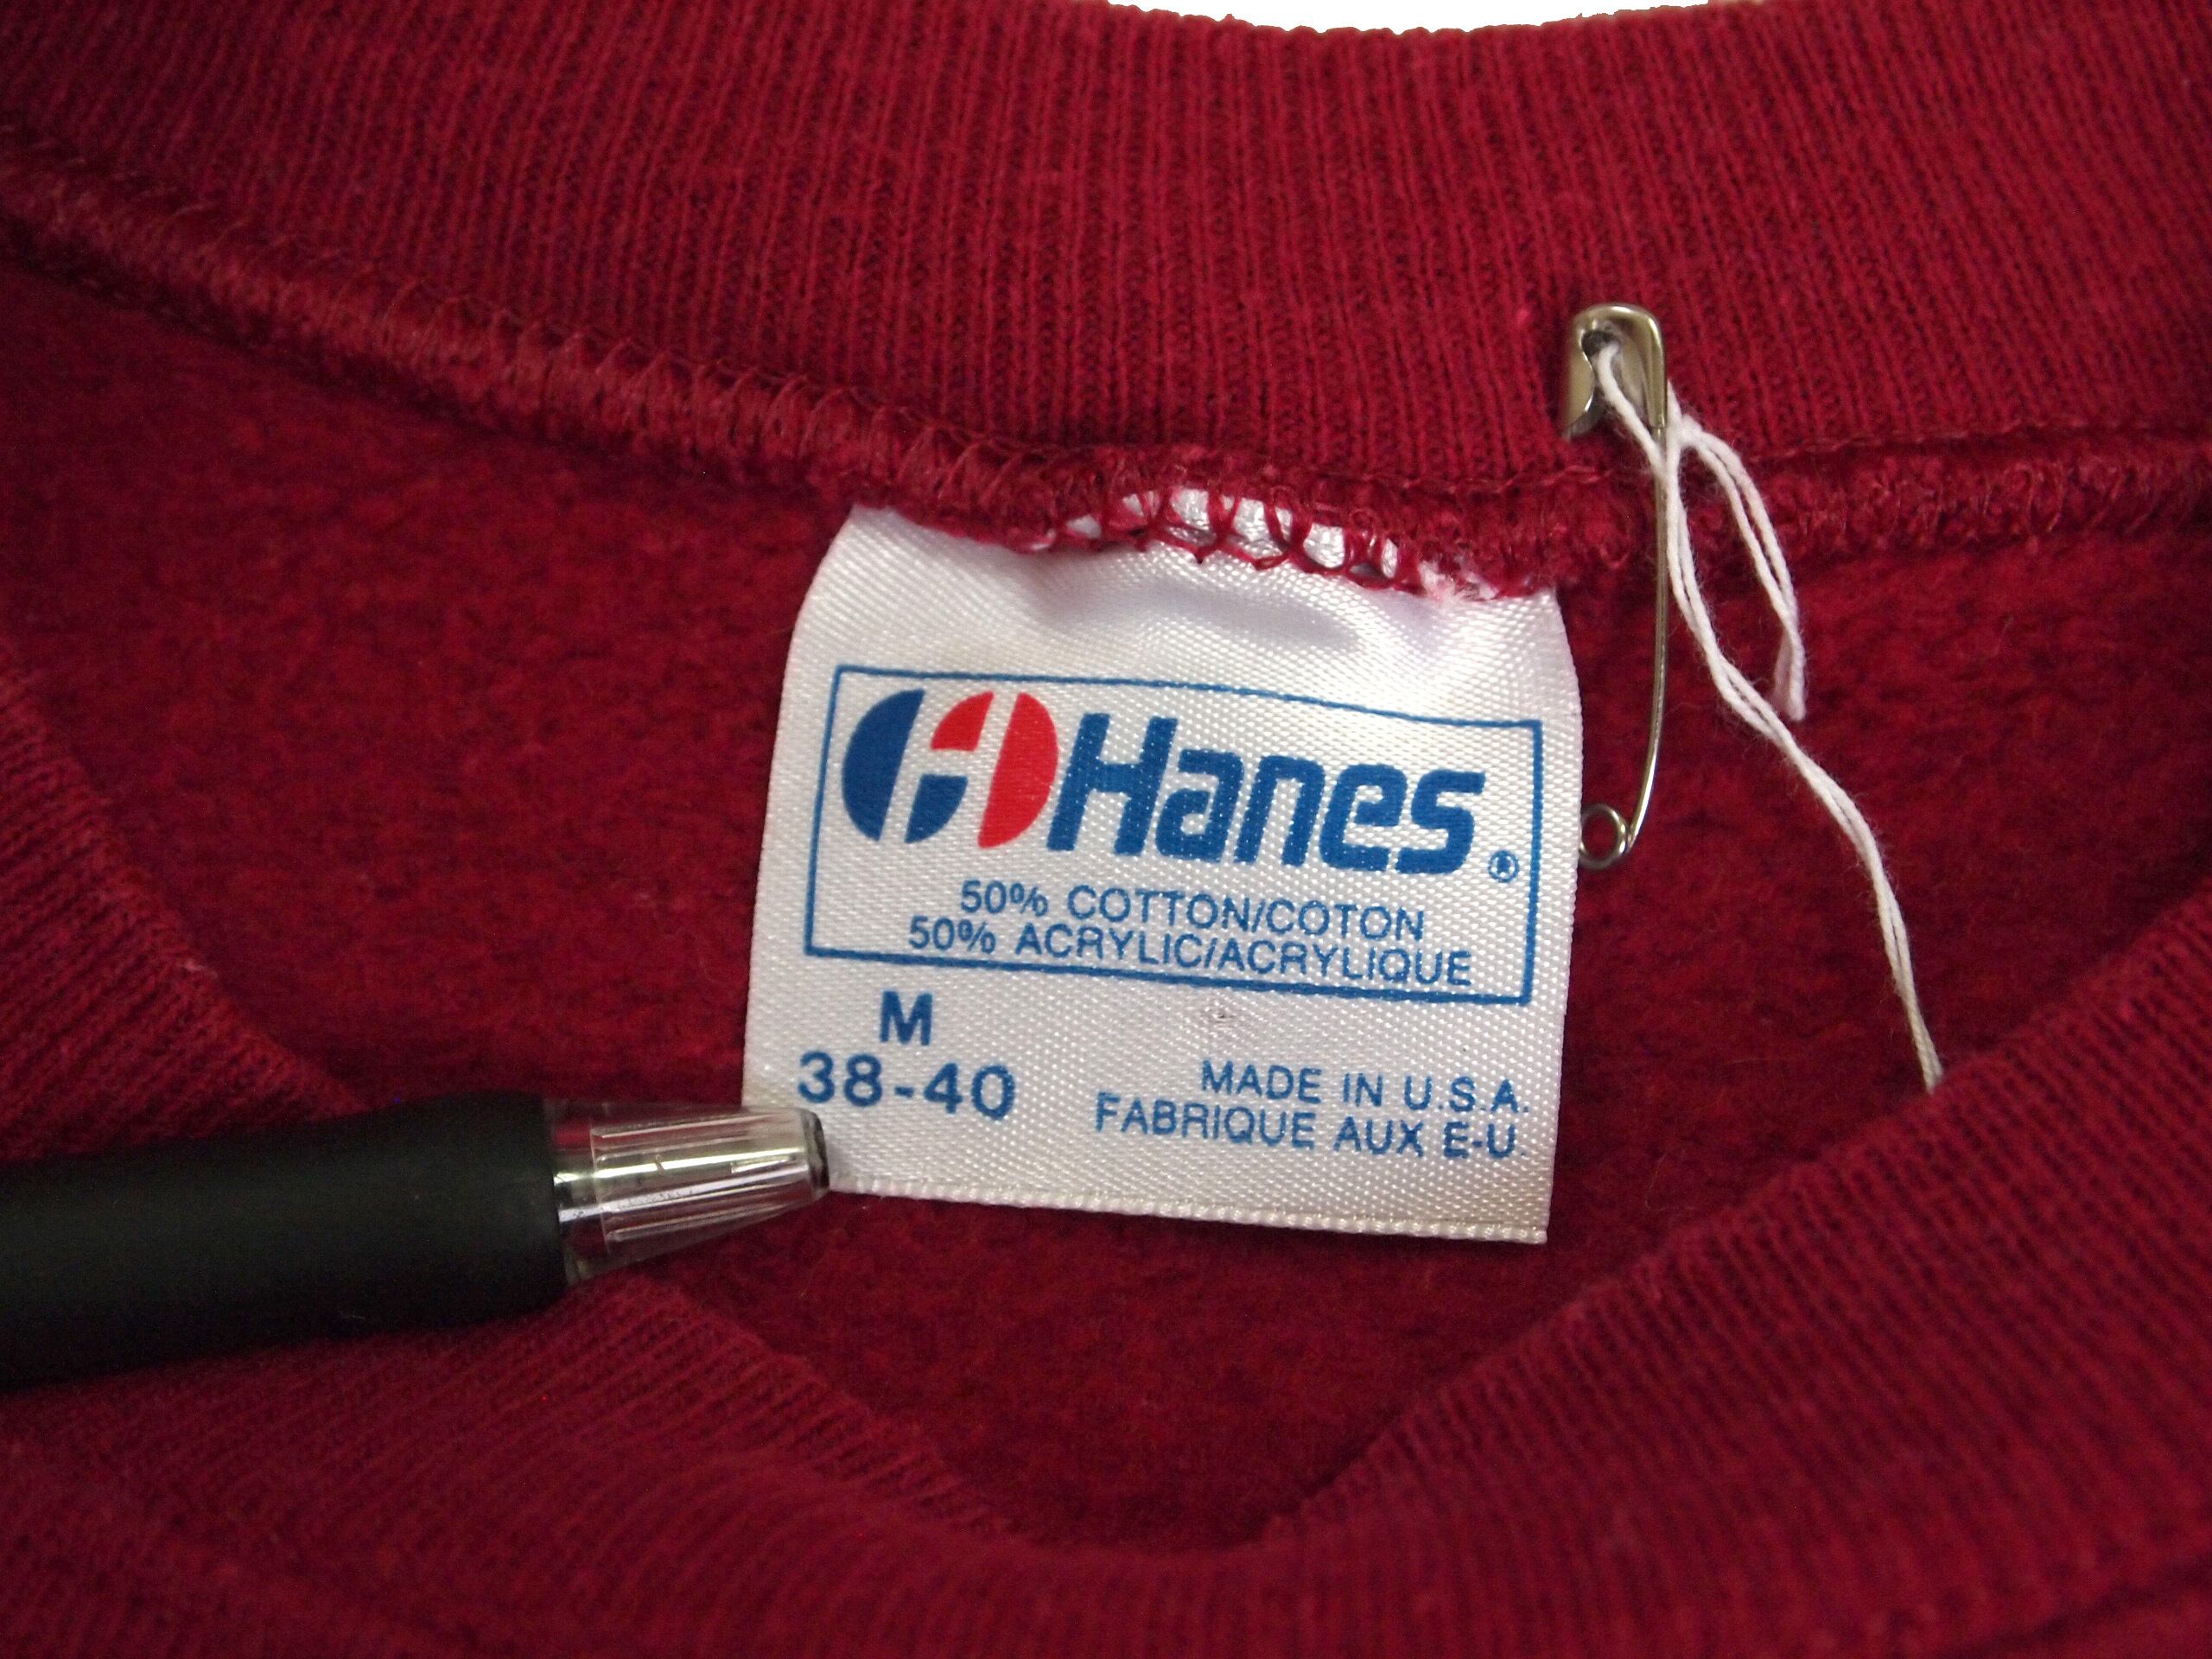 Hanes®
50% COTTON/COTON
50% ACRYLIC/ACRYLIQUE
M
38-40
MADE IN U.S.A.
FABRIQUE AUX E-U